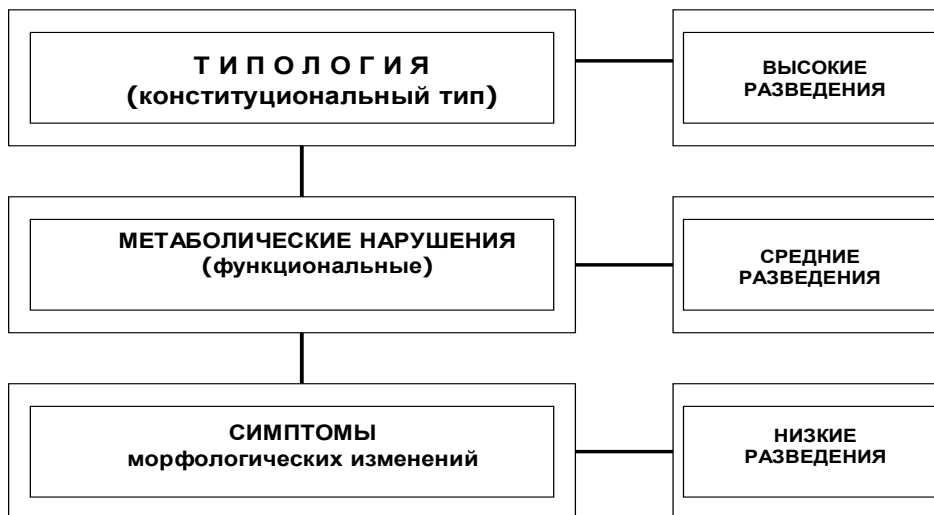 Т И П О Л О Г И Я
(конституциональный тип)
ВЫСОКИЕ
РАЗВЕДЕНИЯ
МЕТАБОЛИЧЕСКИЕ НАРУШЕНИЯ
(функциональные)
СРЕДНИЕ
РАЗВЕДЕНИЯ
СИМПТОМЫ
морфологических изменений
НИЗКИЕ
РАЗВЕДЕНИЯ